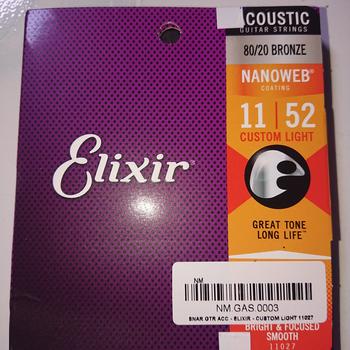 ACOUSTIC
GUITAR STRINGS
80/20 BRONZE
NANOWEB®
COATING
11 | 52
CUSTOM LIGHT
Elixir®
GREAT TONE
LONG LIFE™
NM
NM.GAS.0003
SNAR GTR ACC - ELIXIR - CUSTOM LIGHT 11027
BRIGHT & FOCUSED
SMOOTH
11027